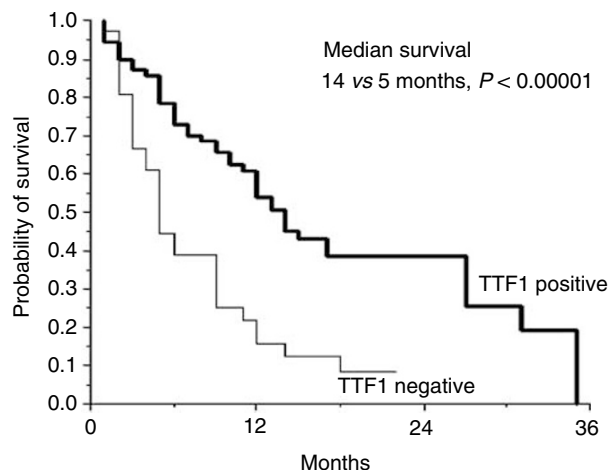 1.0
0.9
0.8
0.7
0.6
0.5
0.4
0.3
0.2
0.1
0.0
Probability of survival
Median survival
14 vs 5 months, P < 0.00001
TTF1 positive
TTF1 negative
0 12 24 36
Months